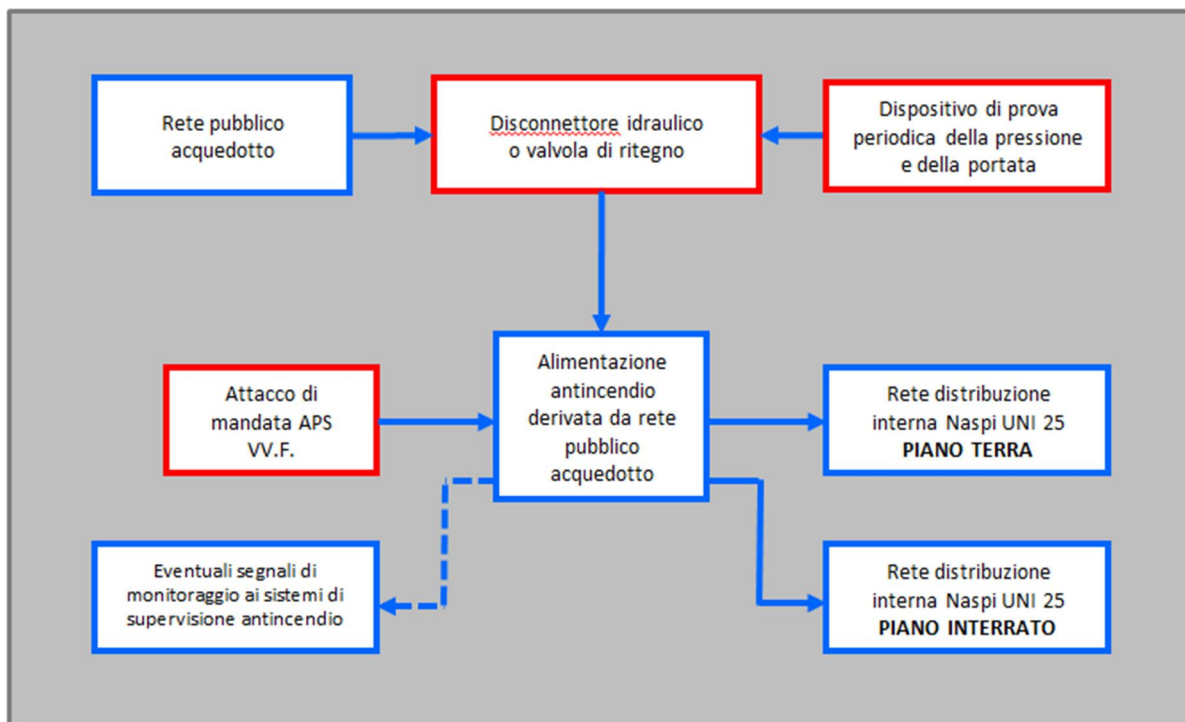 Rete pubblico
acquedotto
Disconnettore idraulico
o valvola di ritegno
Dispositivo di prova
periodica della pressione
e della portata
Attacco di
mandata APS
VV.F.
Alimentazione
antincendio
derivata da rete
pubblico
acquedotto
Rete distribuzione
interna Naspi UNI 25
PIANO TERRA
Eventuali segnali di
monitoraggio ai sistemi di
supervisione antincendio
Rete distribuzione
interna Naspi UNI 25
PIANO INTERRATO